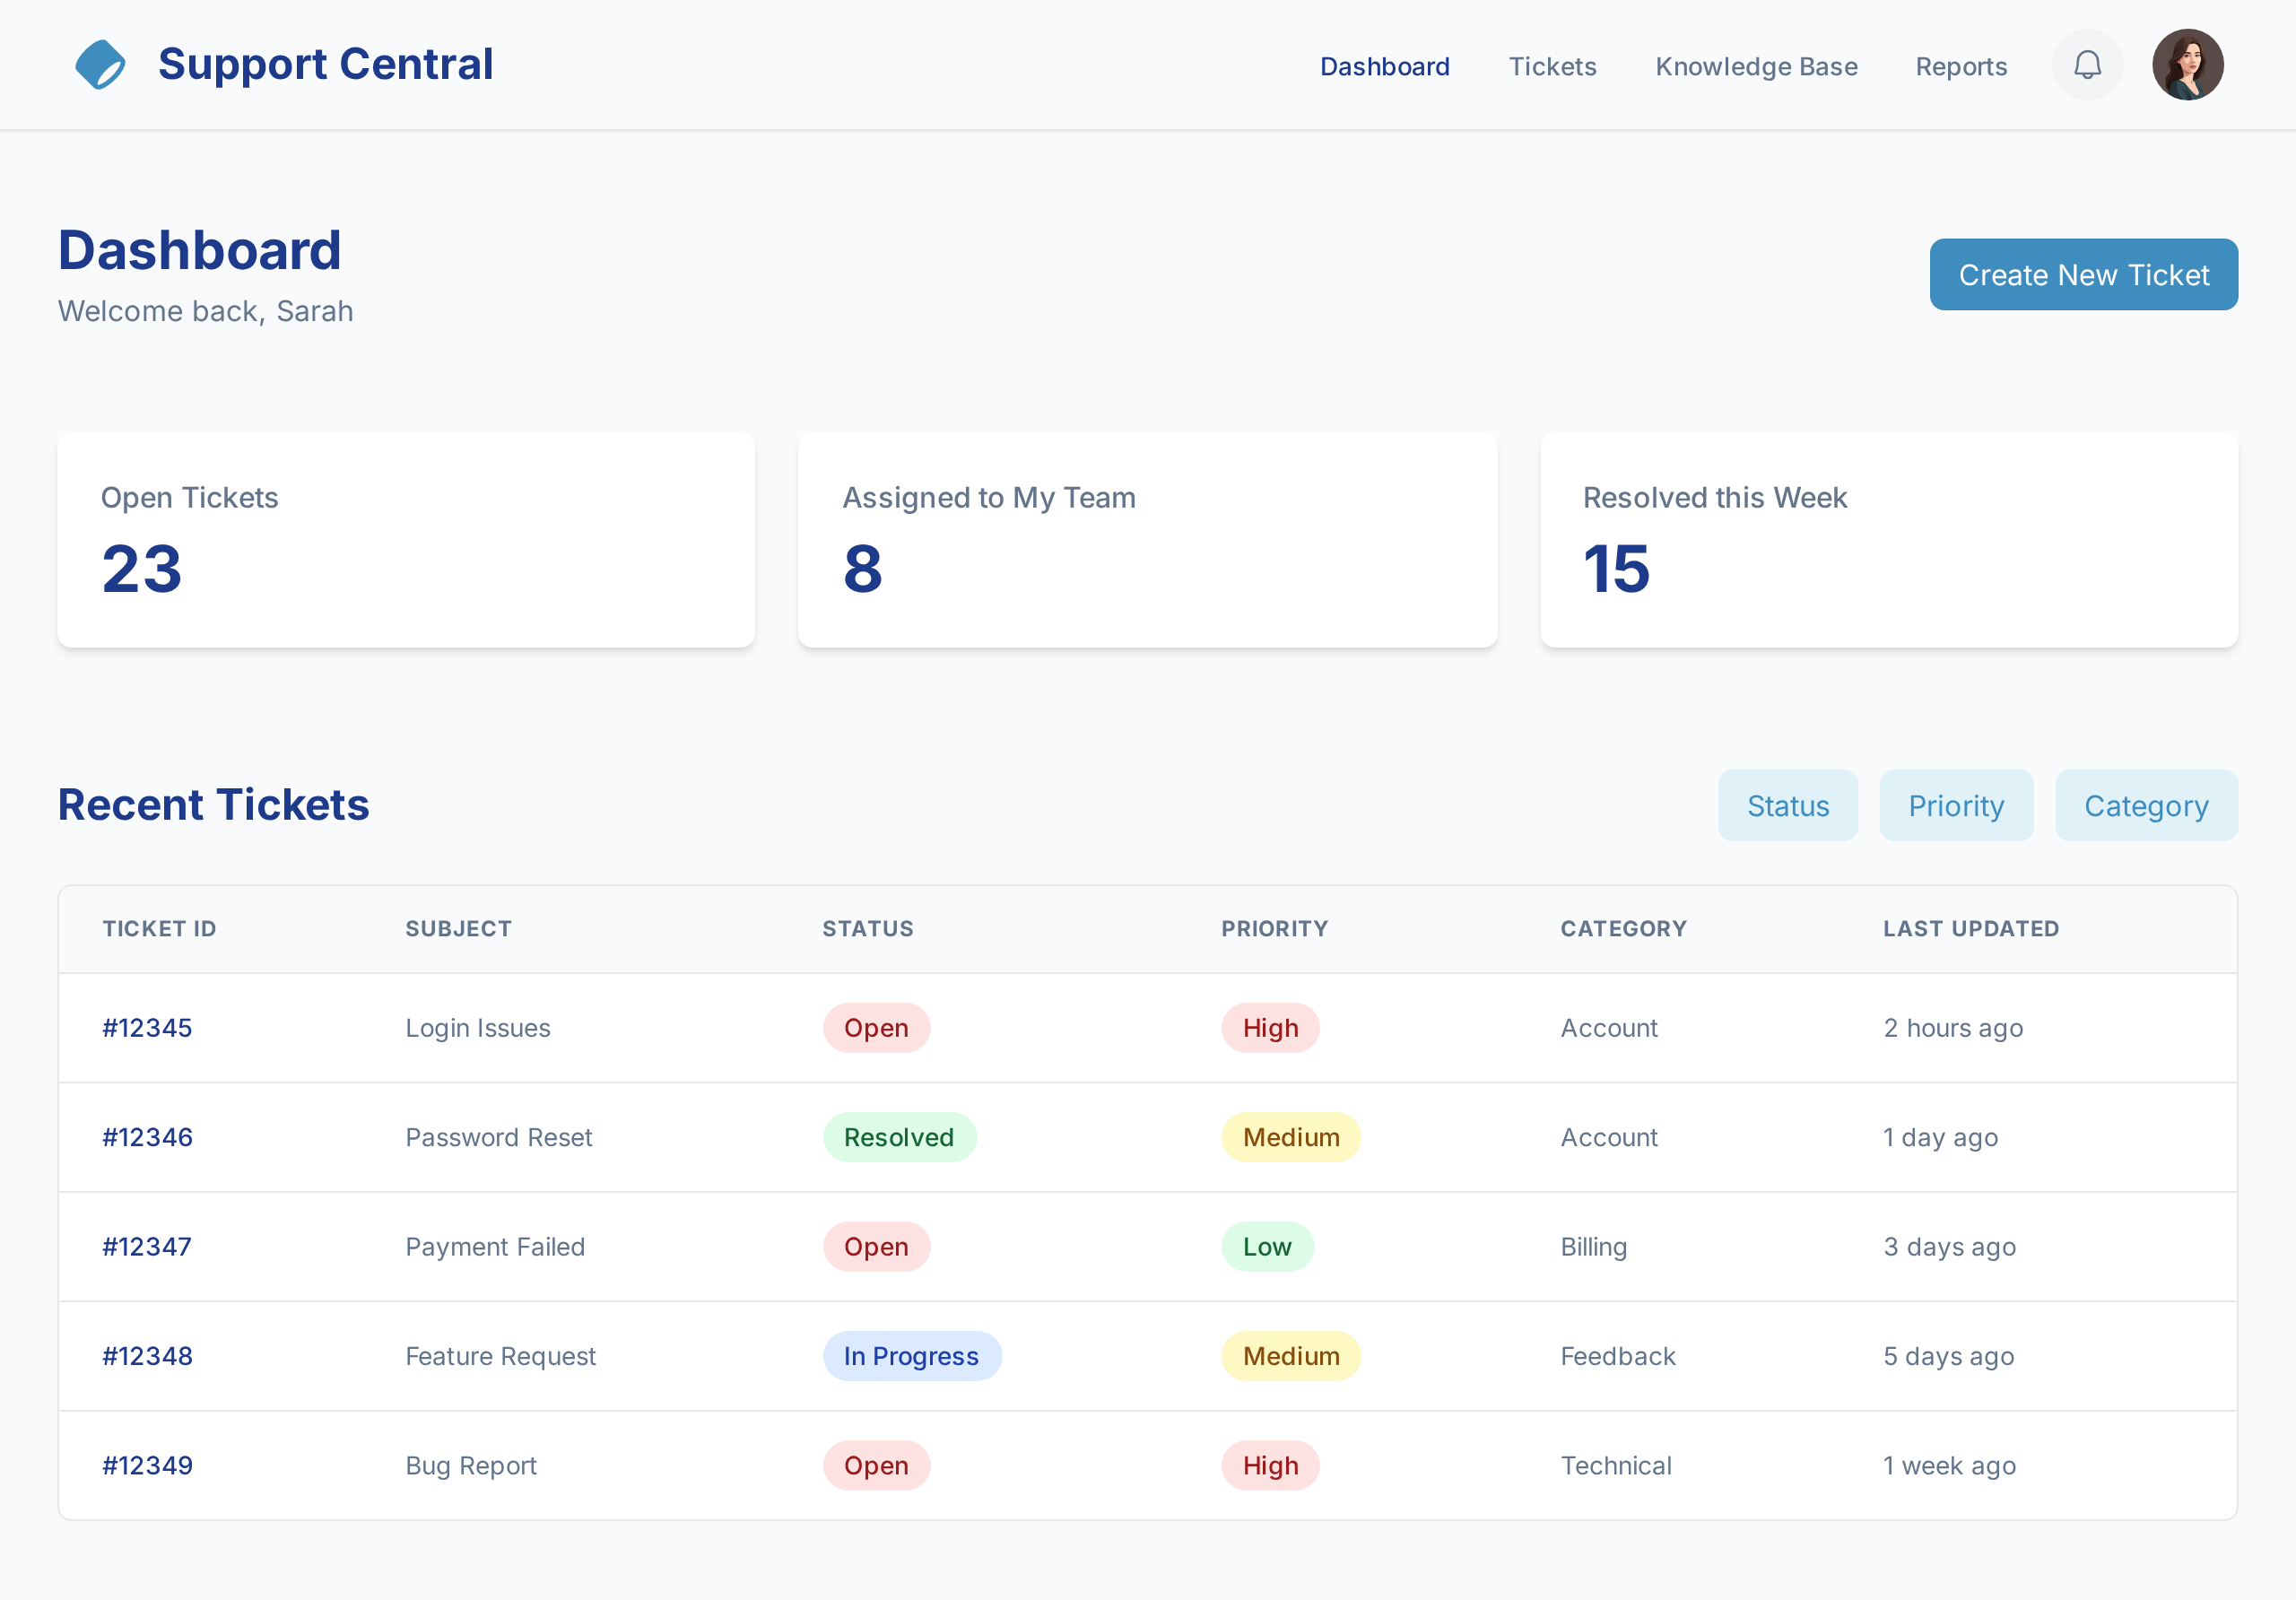 Support Central
Dashboard Tickets Knowledge Base Reports
Dashboard
Welcome back, Sarah
Create New Ticket
Open Tickets
23
Assigned to My Team
8
Resolved this Week
15
Recent Tickets
Status Priority Category
TICKET ID SUBJECT STATUS PRIORITY CATEGORY LAST UPDATED
#12345 Login Issues Open High Account 2 hours ago
#12346 Password Reset Resolved Medium Account 1 day ago
#12347 Payment Failed Open Low Billing 3 days ago
#12348 Feature Request In Progress Medium Feedback 5 days ago
#12349 Bug Report Open High Technical 1 week ago